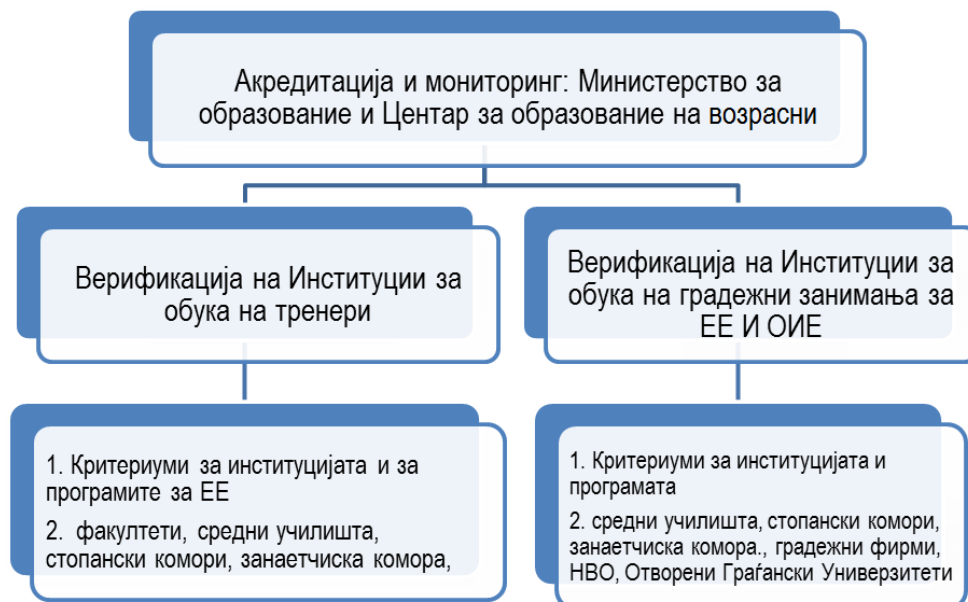 Акредитација и мониторинг: Министерство за
образование и Центар за образование на возрасни
Верификација на Институции за
обука на тренери
Верификација на Институции за
обука на градежни занимања за
ЕЕ И ОИЕ
1. Критериуми за институцијата и за
програмите за ЕЕ
2. факултети, средни училишта,
стопански комори, занаетчиска комора,
1. Критериуми за институцијата и
програмата
2. средни училишта, стопански комори,
занаетчиска комора., градежни фирми,
НВО, Отворени Граѓански Универзитети